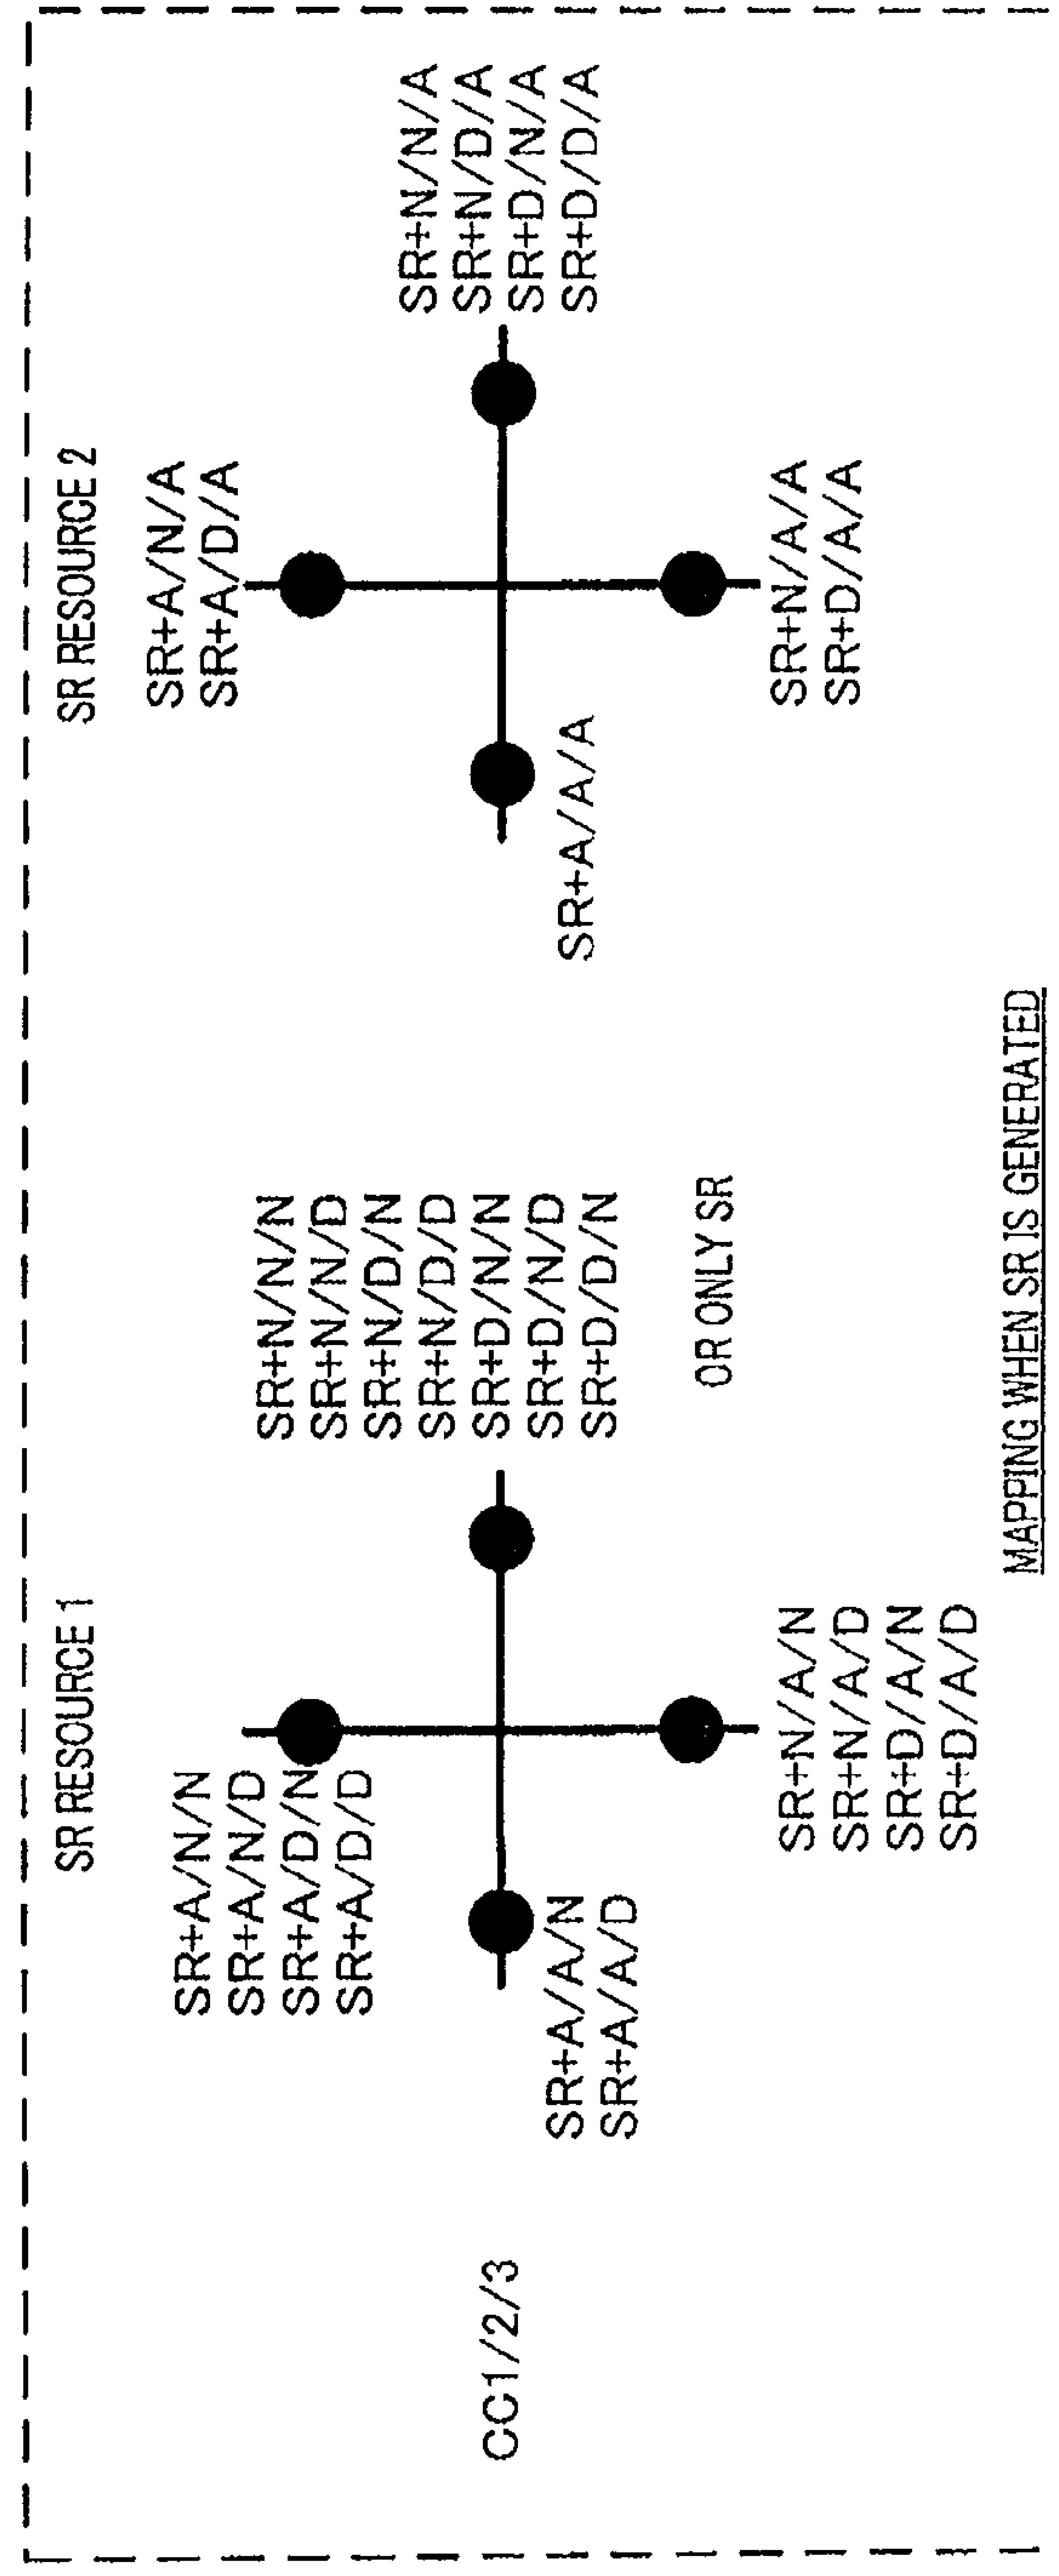 SR RESOURCE 1
SR+A/N/N
SR+A/N/D
SR+A/D/N
SR+A/D/D
SR+N/N/N
SR+N/N/D
SR+N/D/N
SR+N/D/D
SR+D/N/N
SR+D/N/D
SR+D/D/N
OR ONLY SR
CC1/2/3
SR+A/A/N
SR+A/A/D
SR+N/A/N
SR+N/A/D
SR+D/A/N
SR+D/A/D
SR RESOURCE 2
SR+A/N/A
SR+A/D/A
SR+N/N/A
SR+N/D/A
SR+D/N/A
SR+D/D/A
SR+A/A/A
SR+N/A/A
SR+D/A/A
MAPPING WHEN SR IS GENERATED